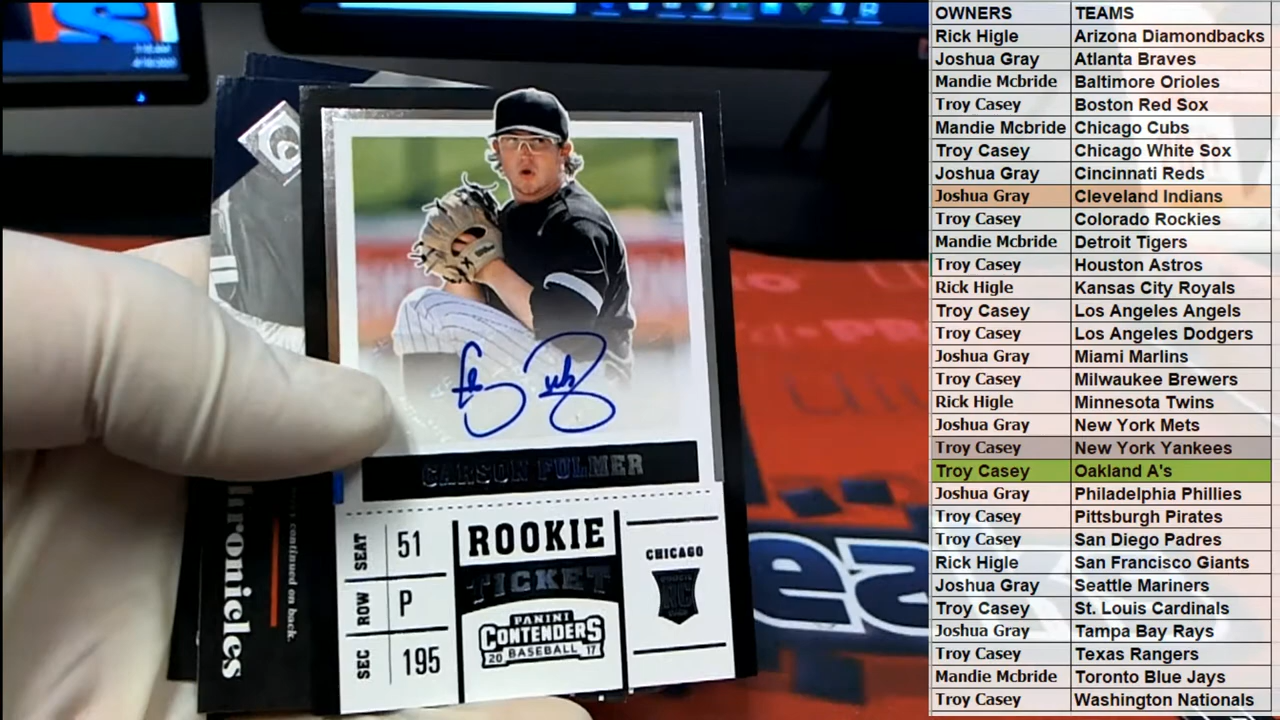 CARSON FULMER
SEAT 51
ROW P
SEC 195
ROOKIE
TICKET
PANINI
CONTENDERS
20 BASEBALL 17
CHICAGO
RC
continued on back.
hronicles
OWNERS TEAMS
Rick Higle Arizona Diamondbacks
Joshua Gray Atlanta Braves
Mandie Mcbride Baltimore Orioles
Troy Casey Boston Red Sox
Mandie Mcbride Chicago Cubs
Troy Casey Chicago White Sox
Joshua Gray Cincinnati Reds
Joshua Gray Cleveland Indians
Troy Casey Colorado Rockies
Mandie Mcbride Detroit Tigers
Troy Casey Houston Astros
Rick Higle Kansas City Royals
Troy Casey Los Angeles Angels
Troy Casey Los Angeles Dodgers
Joshua Gray Miami Marlins
Troy Casey Milwaukee Brewers
Rick Higle Minnesota Twins
Joshua Gray New York Mets
Troy Casey New York Yankees
Troy Casey Oakland A's
Joshua Gray Philadelphia Phillies
Troy Casey Pittsburgh Pirates
Troy Casey San Diego Padres
Rick Higle San Francisco Giants
Joshua Gray Seattle Mariners
Troy Casey St. Louis Cardinals
Joshua Gray Tampa Bay Rays
Troy Casey Texas Rangers
Mandie Mcbride Toronto Blue Jays
Troy Casey Washington Nationals